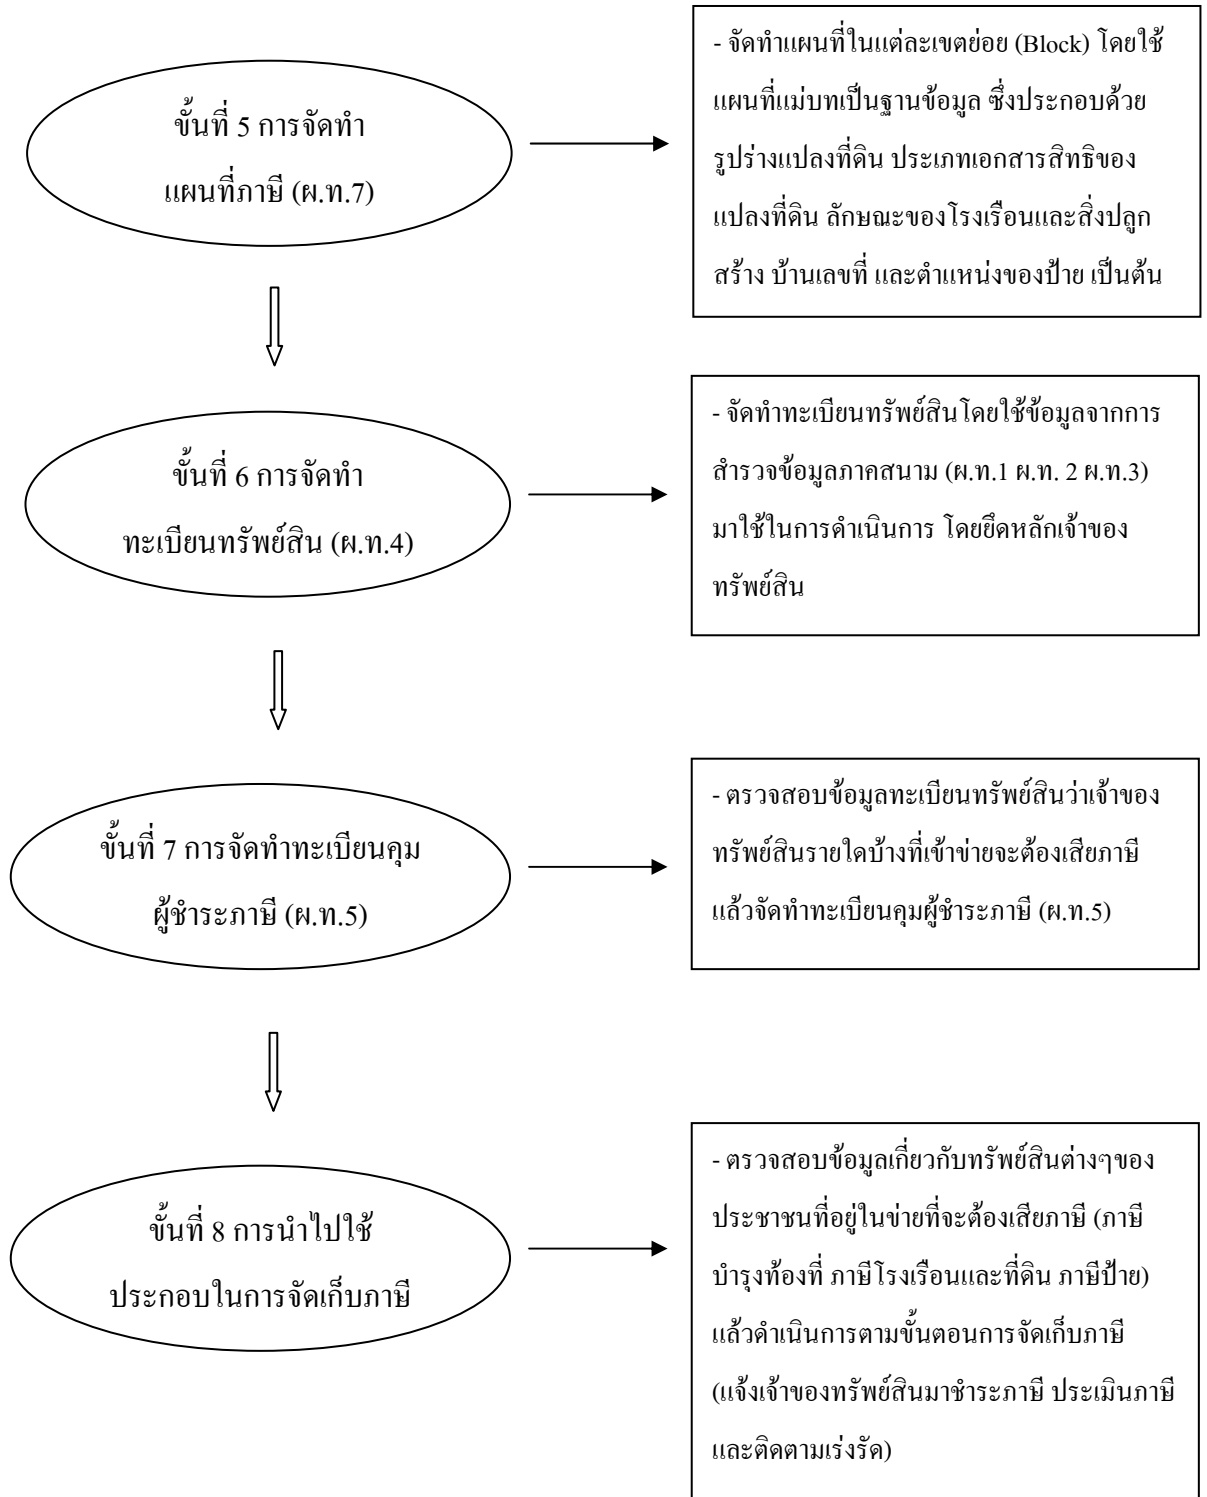 ขั้นที่ 5 การจัดทำ
แผนที่ภาษี (ผ.ท.7)
- จัดทำแผนที่ในแต่ละเขตย่อย (Block) โดยใช้
แผนที่แม่บทเป็นฐานข้อมูล ซึ่งประกอบด้วย
รูปร่างแปลงที่ดิน ประเภทเอกสารสิทธิของ
แปลงที่ดิน ลักษณะของโรงเรือนและสิ่งปลูก
สร้าง บ้านเลขที่ และตำแหน่งของป้าย เป็นต้น
ขั้นที่ 6 การจัดทำ
ทะเบียนทรัพย์สิน (ผ.ท.4)
- จัดทำทะเบียนทรัพย์สินโดยใช้ข้อมูลจากการ
สำรวจข้อมูลภาคสนาม (ผ.ท.1 ผ.ท. 2 ผ.ท.3)
มาใช้ในการดำเนินการ โดยยึดหลักเจ้าของ
ทรัพย์สิน
ขั้นที่ 7 การจัดทำทะเบียนคุม
ผู้ชำระภาษี (ผ.ท.5)
- ตรวจสอบข้อมูลทะเบียนทรัพย์สินว่าเจ้าของ
ทรัพย์สินรายใดบ้างที่เข้าข่ายจะต้องเสียภาษี
แล้วจัดทำทะเบียนคุมผู้ชำระภาษี (ผ.ท.5)
ขั้นที่ 8 การนำไปใช้
ประกอบในการจัดเก็บภาษี
- ตรวจสอบข้อมูลเกี่ยวกับทรัพย์สินต่างๆของ
ประชาชนที่อยู่ในข่ายที่จะต้องเสียภาษี (ภาษี
บำรุงท้องที่ ภาษีโรงเรือนและที่ดิน ภาษีป้าย)
แล้วดำเนินการตามขั้นตอนการจัดเก็บภาษี
(แจ้งเจ้าของทรัพย์สินมาชำระภาษี ประเมินภาษี
และติดตามเร่งรัด)